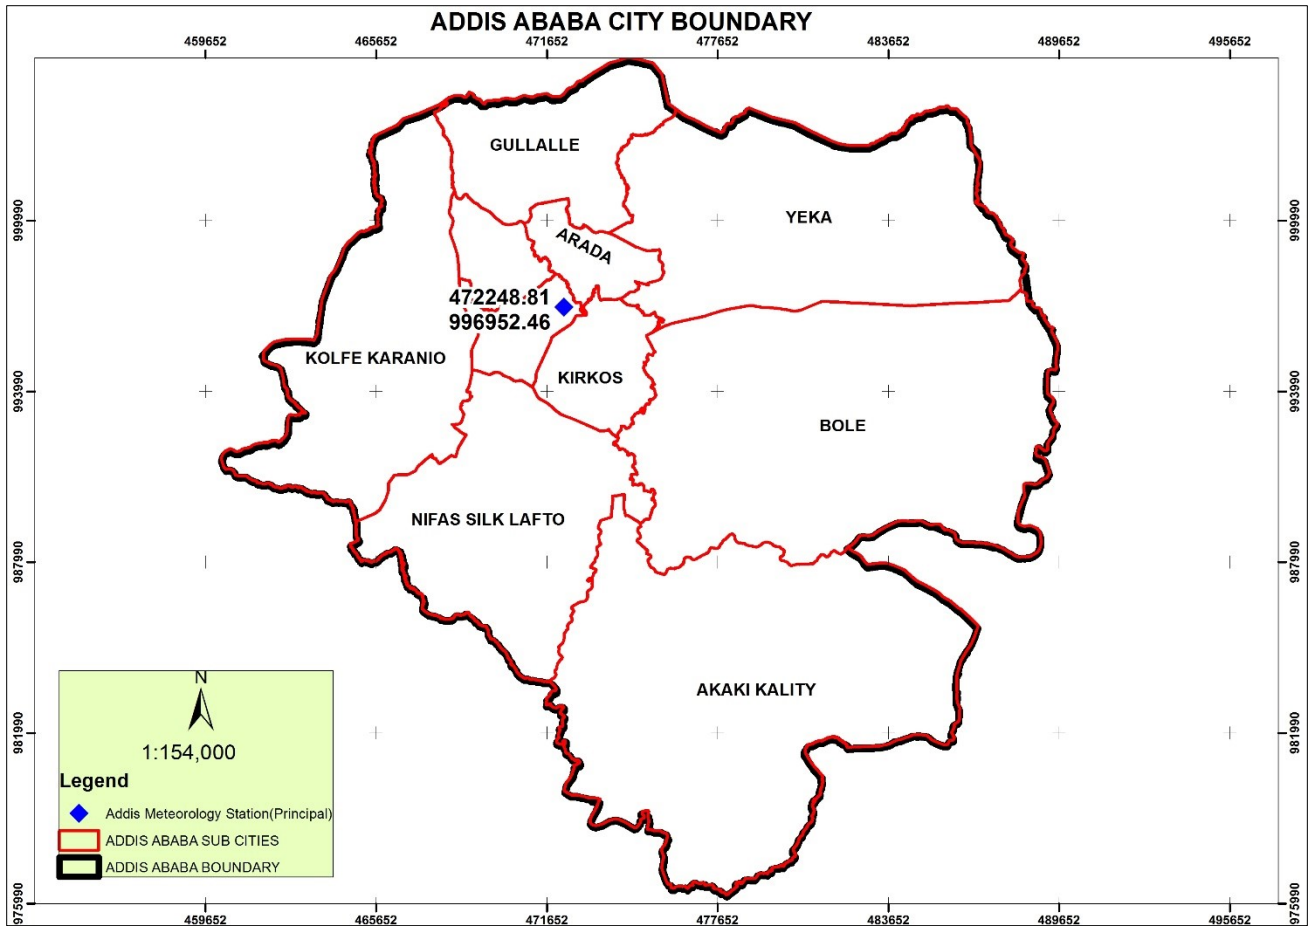 ADDIS ABABA CITY BOUNDARY
459652 465652 471652 477652 483652 489652 495652
GULLALLE
YEKA
999990 999990
ARADA
472248.81
996952.46
KOLFE KARANIO
KIRKOS
993990 993990
BOLE
NIFAS SILK LAFTO
987990 987990
AKAKI KALITY
N
981990 981990
1:154,000
Legend
Addis Meteorology Station(Principal)
ADDIS ABABA SUB CITIES
ADDIS ABABA BOUNDARY
975990 975990
459652 465652 471652 477652 483652 489652 495652